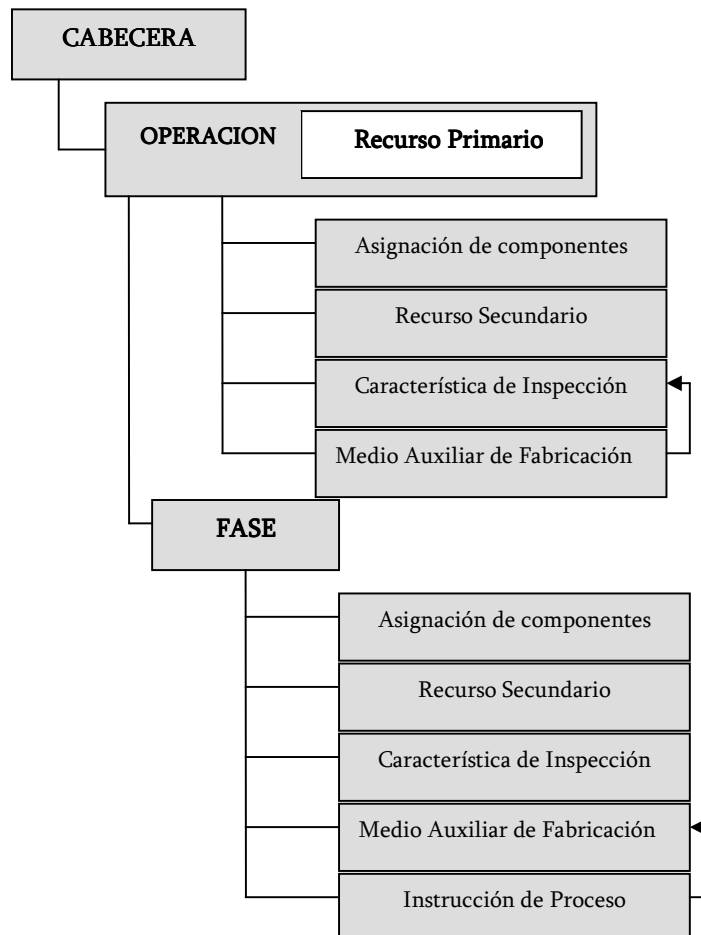 CABECERA
OPERACION
Recurso Primario
Asignación de componentes
Recurso Secundario
Característica de Inspección
Medio Auxiliar de Fabricación
FASE
Asignación de componentes
Recurso Secundario
Característica de Inspección
Medio Auxiliar de Fabricación
Instrucción de Proceso